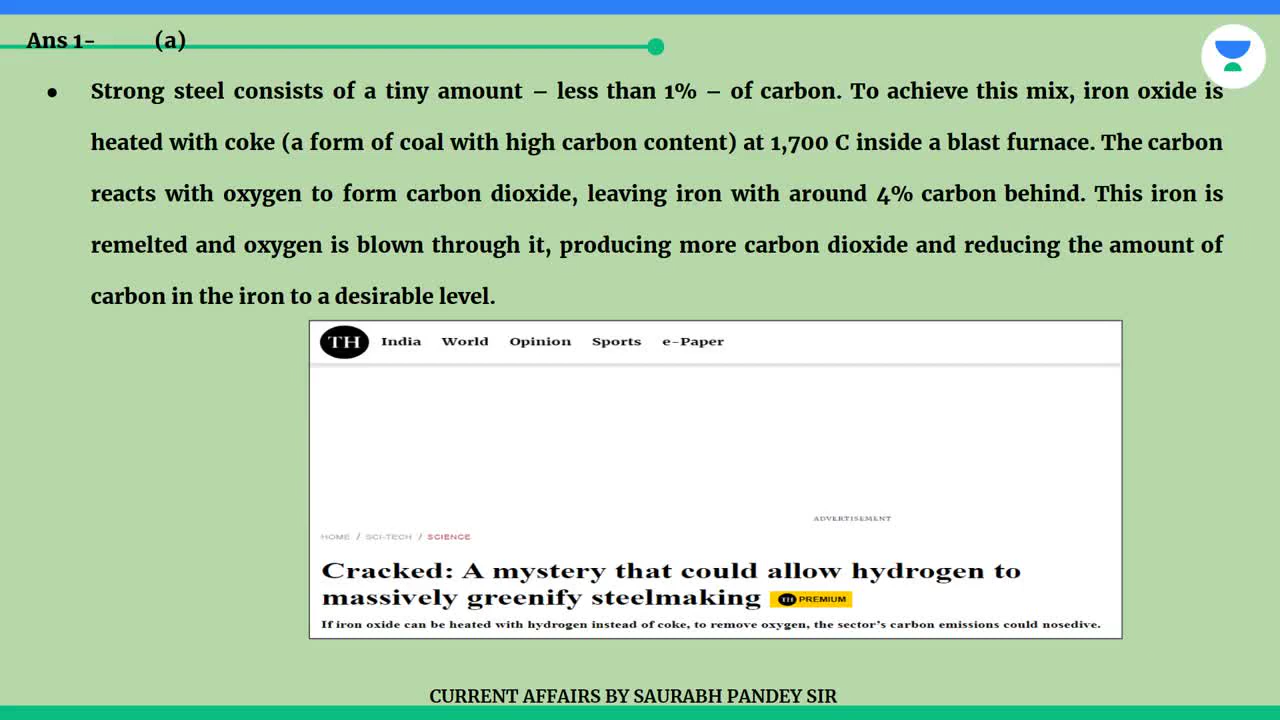 Ans 1- (a)
● Strong steel consists of a tiny amount – less than 1% – of carbon. To achieve this mix, iron oxide is
heated with coke (a form of coal with high carbon content) at 1,700 C inside a blast furnace. The carbon
reacts with oxygen to form carbon dioxide, leaving iron with around 4% carbon behind. This iron is
remelted and oxygen is blown through it, producing more carbon dioxide and reducing the amount of
carbon in the iron to a desirable level.
TH India World Opinion Sports e-Paper
ADVERTISEMENT
HOME / SCI-TECH / SCIENCE
Cracked: A mystery that could allow hydrogen to
massively greenify steelmaking TH PREMIUM
If iron oxide can be heated with hydrogen instead of coke, to remove oxygen, the sector's carbon emissions could nosedive.
CURRENT AFFAIRS BY SAURABH PANDEY SIR